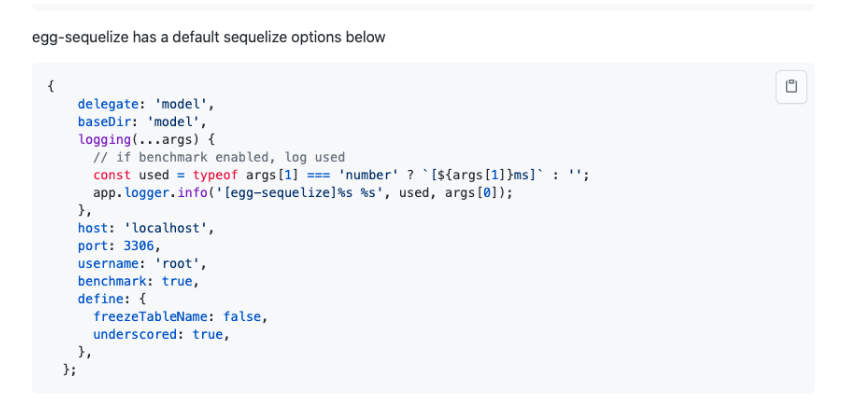 egg-sequelize has a default sequelize options below
{
delegate: 'model',
baseDir: 'model',
logging(...args) {
// if benchmark enabled, log used
const used = typeof args[1] === 'number' ? `[${args[1]}ms]` : '';
app.logger.info('[egg-sequelize]%s %s', used, args[0]);
},
host: 'localhost',
port: 3306,
username: 'root',
benchmark: true,
define: {
freezeTableName: false,
underscored: true,
},
};